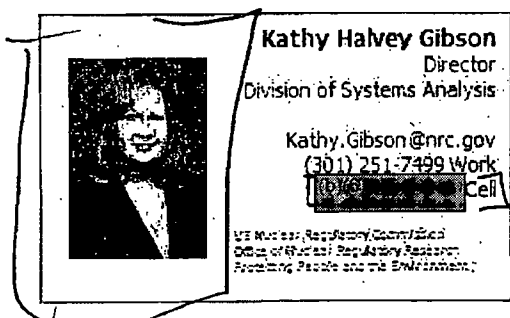 Kathy Halvey Gibson
Director
Division of Systems Analysis
Kathy.Gibson@nrc.gov
(301) 251-7499 Work
(b)(6) Cell
US Nuclear Regulatory Commission
Office of Nuclear Regulatory Research
Protecting People and the Environment